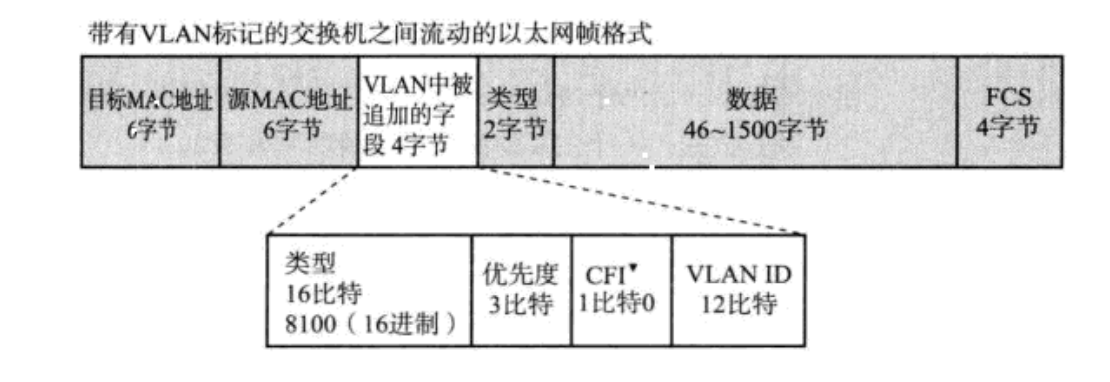 带有VLAN标记的交换机之间流动的以太网帧格式
目标MAC地址
6字节
源MAC地址
6字节
VLAN中被
追加的字
段 4字节
类型
2字节
数据
46~1500字节
FCS
4字节
类型
16比特
8100（16进制）
优先度
3比特
CFI▼
1比特0
VLAN ID
12比特